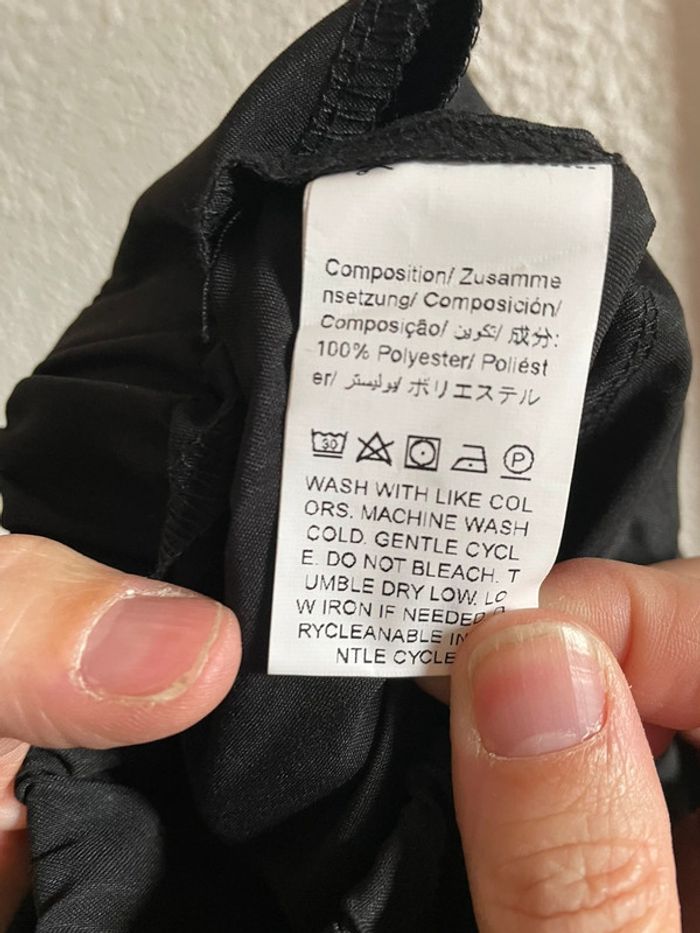 Composition/ Zusamme
nsetzung/ Composición/
Composição/ تكوين/ 成分:
100% Polyester/ Poliést
er/ بوليستر/ ポリエステル
30 P
WASH WITH LIKE COL
ORS. MACHINE WASH
COLD. GENTLE CYCL
E. DO NOT BLEACH. T
UMBLE DRY LOW. LO
W IRON IF NEEDED.
RYCLEANABLE IN
NTLE CYCLE